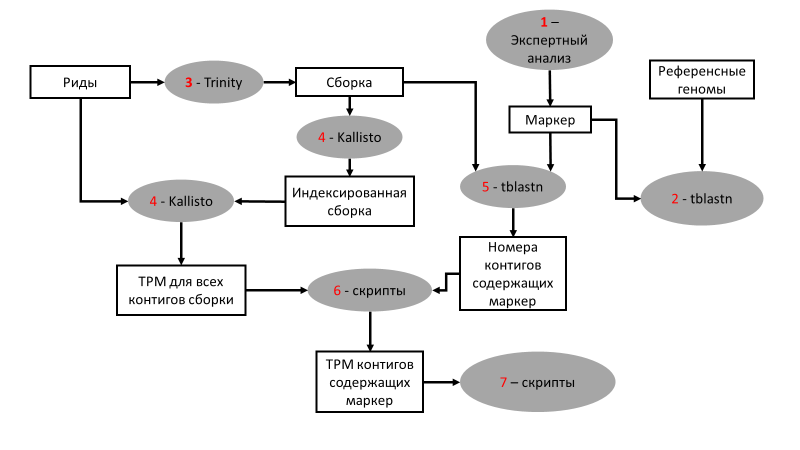 1 –
Экспертный
анализ
Референсные
геномы
Риды
3 - Trinity
Сборка
Маркер
4 - Kallisto
5 - tblastn
2 - tblastn
4 - Kallisto
Индексированная
сборка
Номера
контигов
содержащих
маркер
TPM для всех
контигов сборки
6 - скрипты
TPM контигов
содержащих
маркер
7 – скрипты